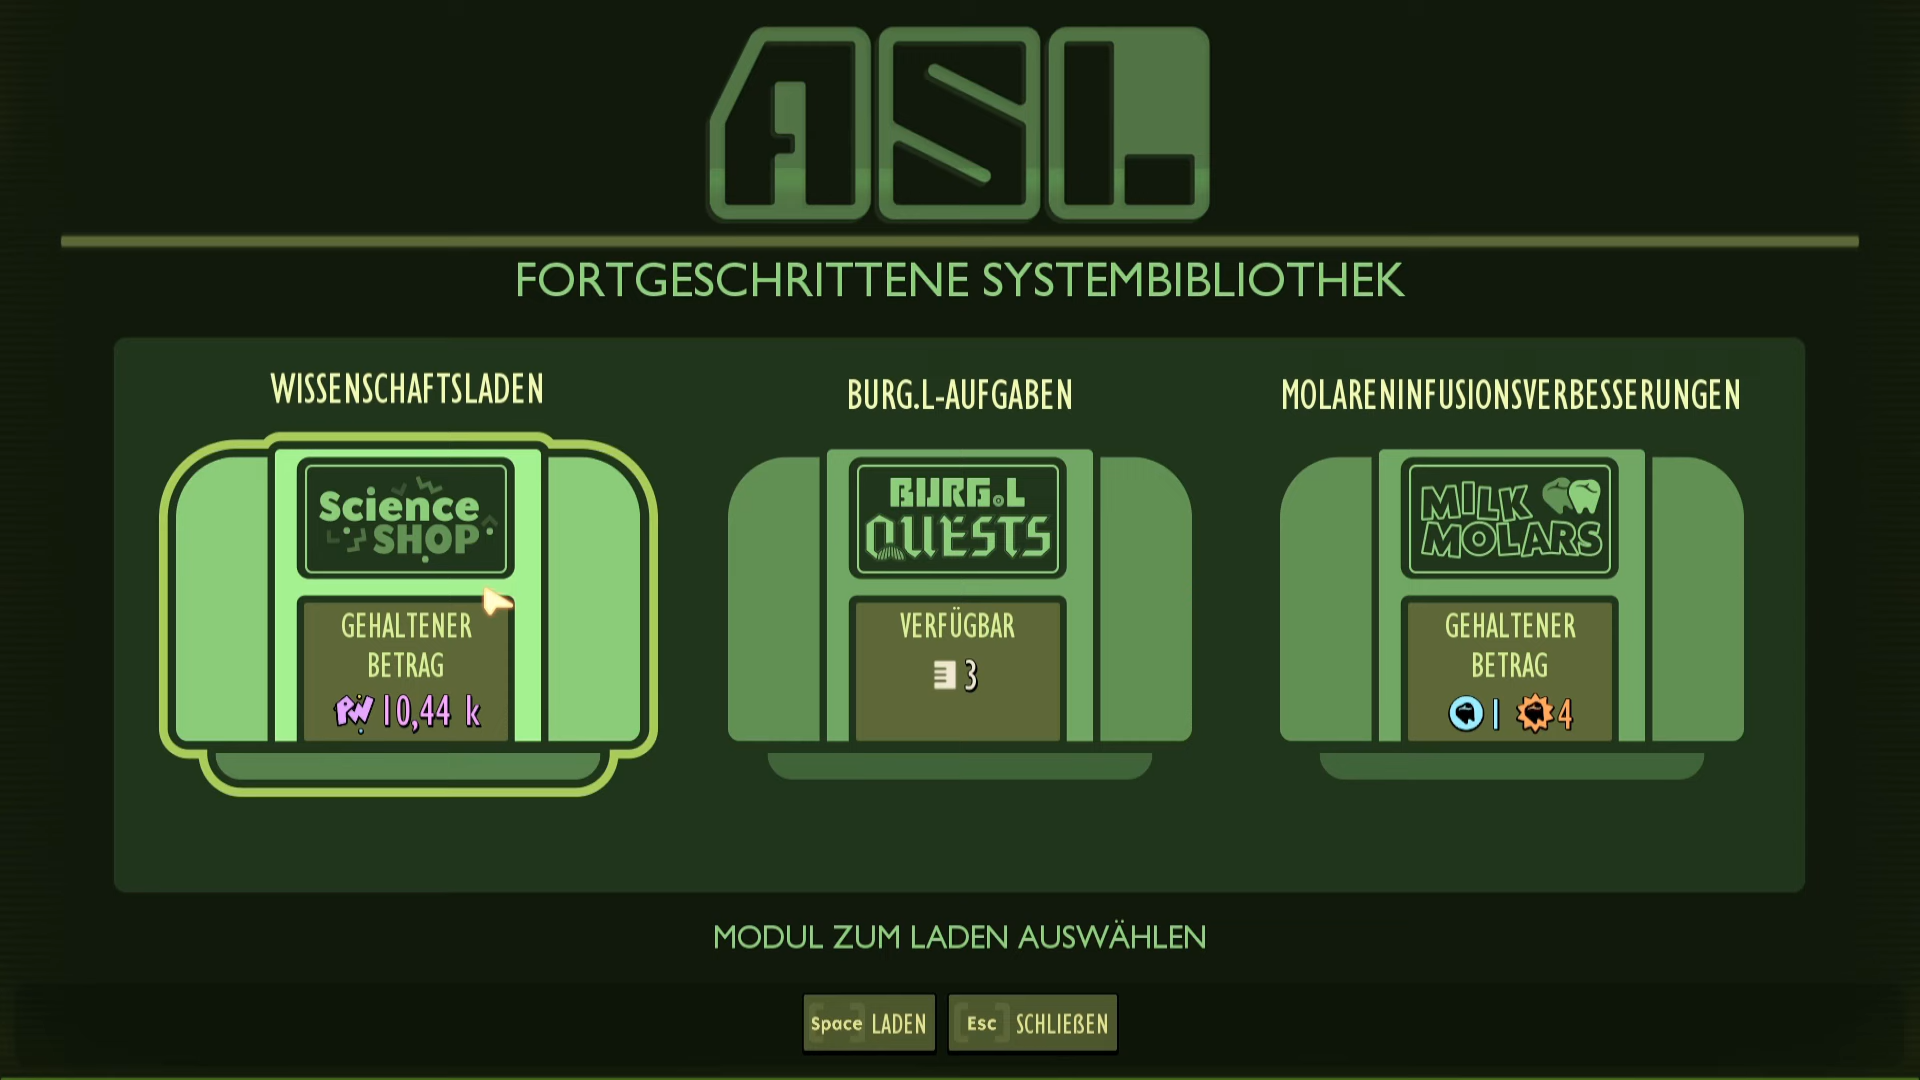 ASL
FORTGESCHRITTENE SYSTEMBIBLIOTHEK
WISSENSCHAFTSLADEN
Science
SHOP
GEHALTENER
BETRAG
10,44 k
BURG.L-AUFGABEN
BURG.L
QUESTS
VERFÜGBAR
3
MOLARENINFUSIONSVERBESSERUNGEN
MILK
MOLARS
GEHALTENER
BETRAG
1 4
MODUL ZUM LADEN AUSWÄHLEN
Space LADEN
Esc SCHLIEẞEN